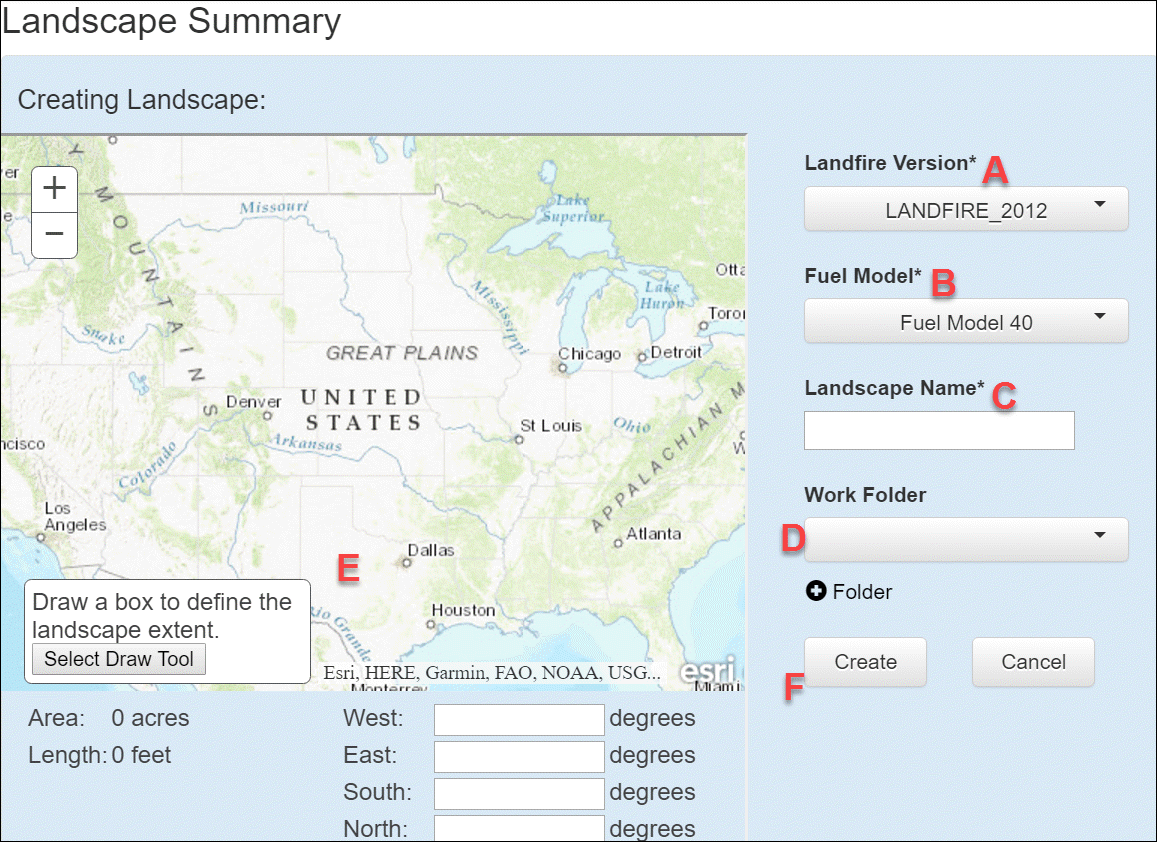 Landscape Summary
Creating Landscape:
+
−
MOUNTAINS
Missouri
Lake Superior
Mississippi
Lake Huron
Snake
GREAT PLAINS
Chicago
Detroit
Denver
UNITED
STATES
St Louis
Ohio
Arkansas
Colorado
APPALACHIAN
Los Angeles
Atlanta
Dallas
E
Houston
Rio Grande
Monterrey
Miami
Draw a box to define the
landscape extent.
Select Draw Tool
Esri, HERE, Garmin, FAO, NOAA, USG...
esri
Area: 0 acres
Length: 0 feet
West: degrees
East: degrees
South: degrees
North: degrees
Landfire Version* A
LANDFIRE_2012
Fuel Model* B
Fuel Model 40
Landscape Name* C
Work Folder
D
Folder
Create
Cancel
F